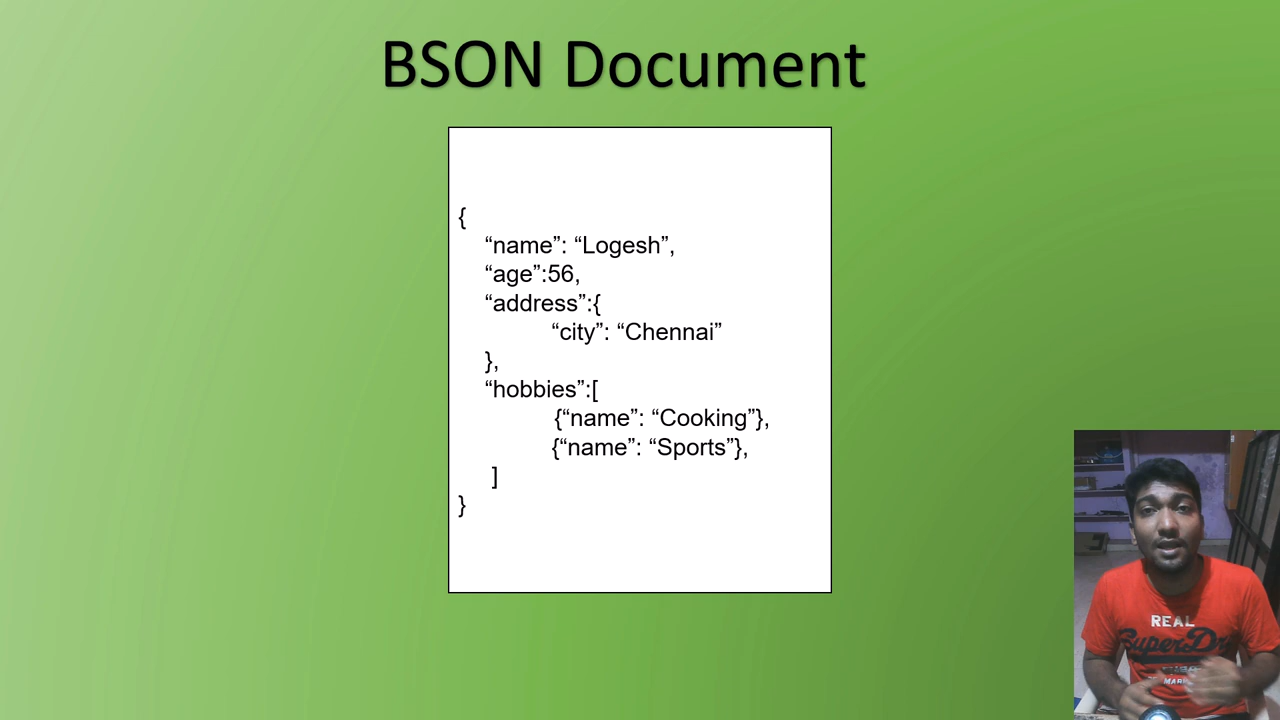 BSON Document
{
“name”: “Logesh”,
“age”:56,
“address”:{
“city”: “Chennai”
},
“hobbies”:[
{“name”: “Cooking”},
{“name”: “Sports”},
]
}
REAL